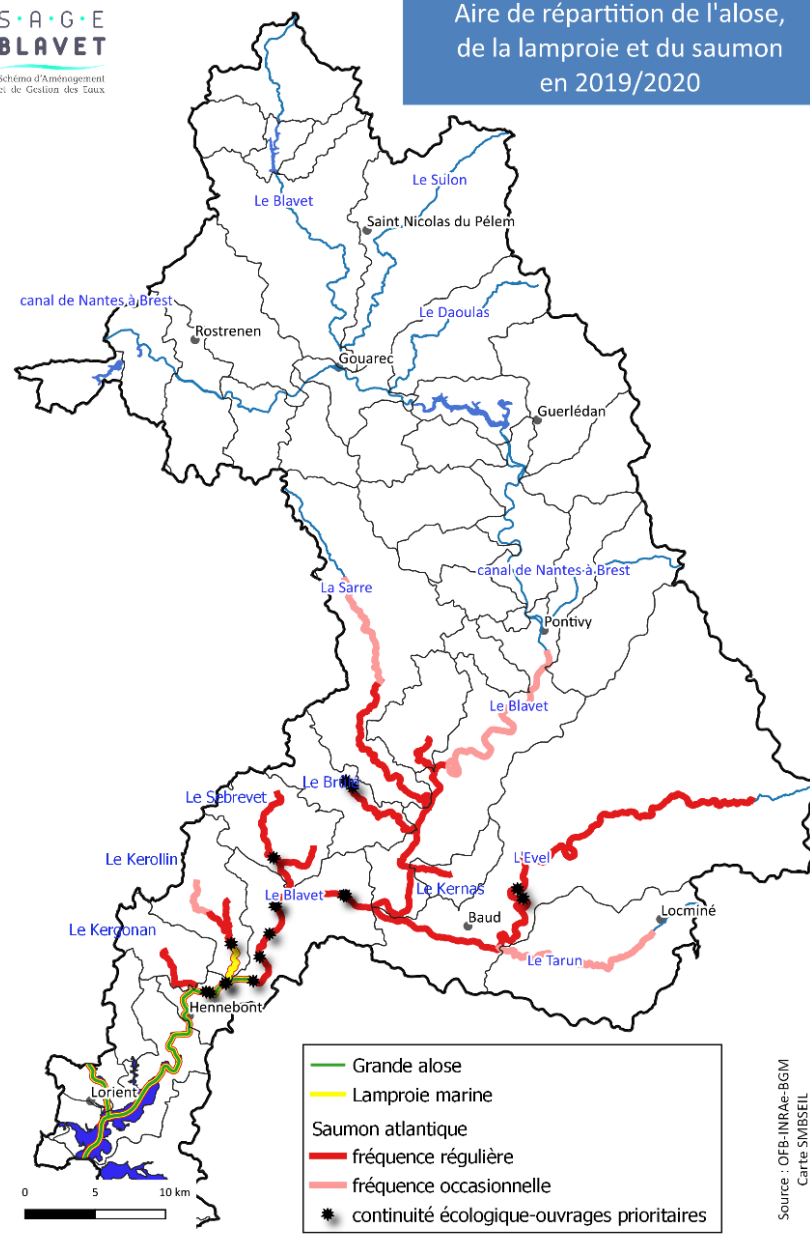 S·A·G·E
BLAVET
Schéma d'Aménagement
et de Gestion des Eaux
Aire de répartition de l'alose,
de la lamproie et du saumon
en 2019/2020
Le Sulon
Le Blavet
Saint Nicolas du Pélem
canal de Nantes à Brest
Le Daoulas
Rostrenen
Gouarec
Guerlédan
canal de Nantes à Brest
La Sarre
Pontivy
Le Blavet
Le Brulé
Le Sebrevet
Le Kerollin
L'Evel
Le Blavet
Le Kernas
Baud
Locminé
Le Kergonan
Le Tarun
Hennebont
Lorient
Grande alose
Lamproie marine
Saumon atlantique
fréquence régulière
fréquence occasionnelle
continuité écologique-ouvrages prioritaires
0 5 10 km
Source : OFB-INRAe-BGM
Carte SMBSEIL